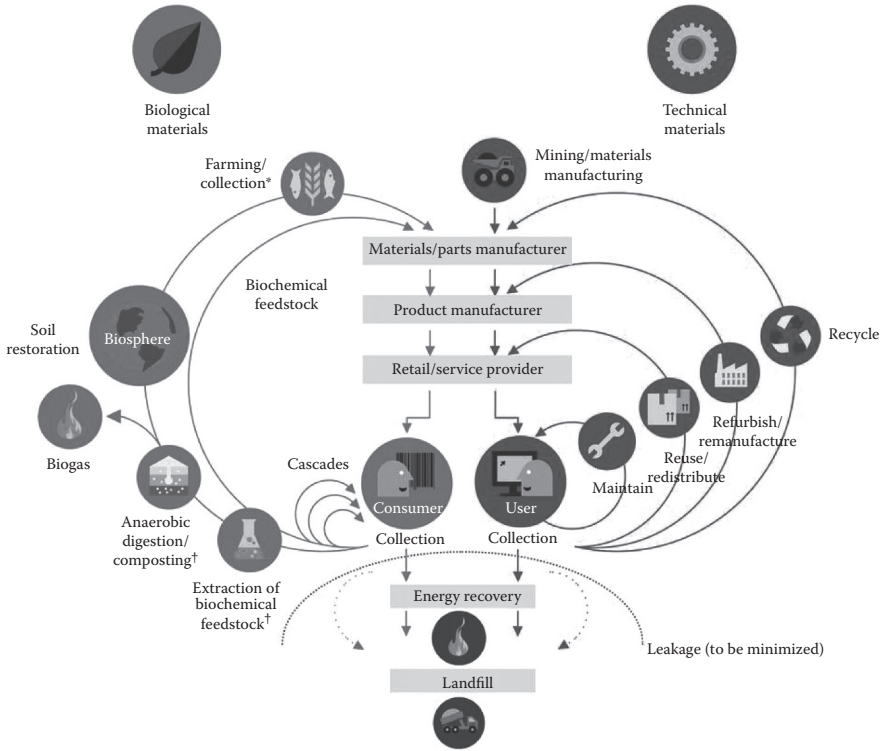 Biological
materials
Technical
materials
Farming/
collection*
Mining/materials
manufacturing
Materials/parts manufacturer
Biochemical
feedstock
Product manufacturer
Soil
restoration
Biosphere
Recycle
Retail/service provider
Refurbish/
remanufacture
Reuse/
redistribute
Biogas
Cascades
Maintain
Consumer
User
Anaerobic
digestion/
composting†
Collection
Collection
Extraction of
biochemical
feedstock†
Energy recovery
Leakage (to be minimized)
Landfill